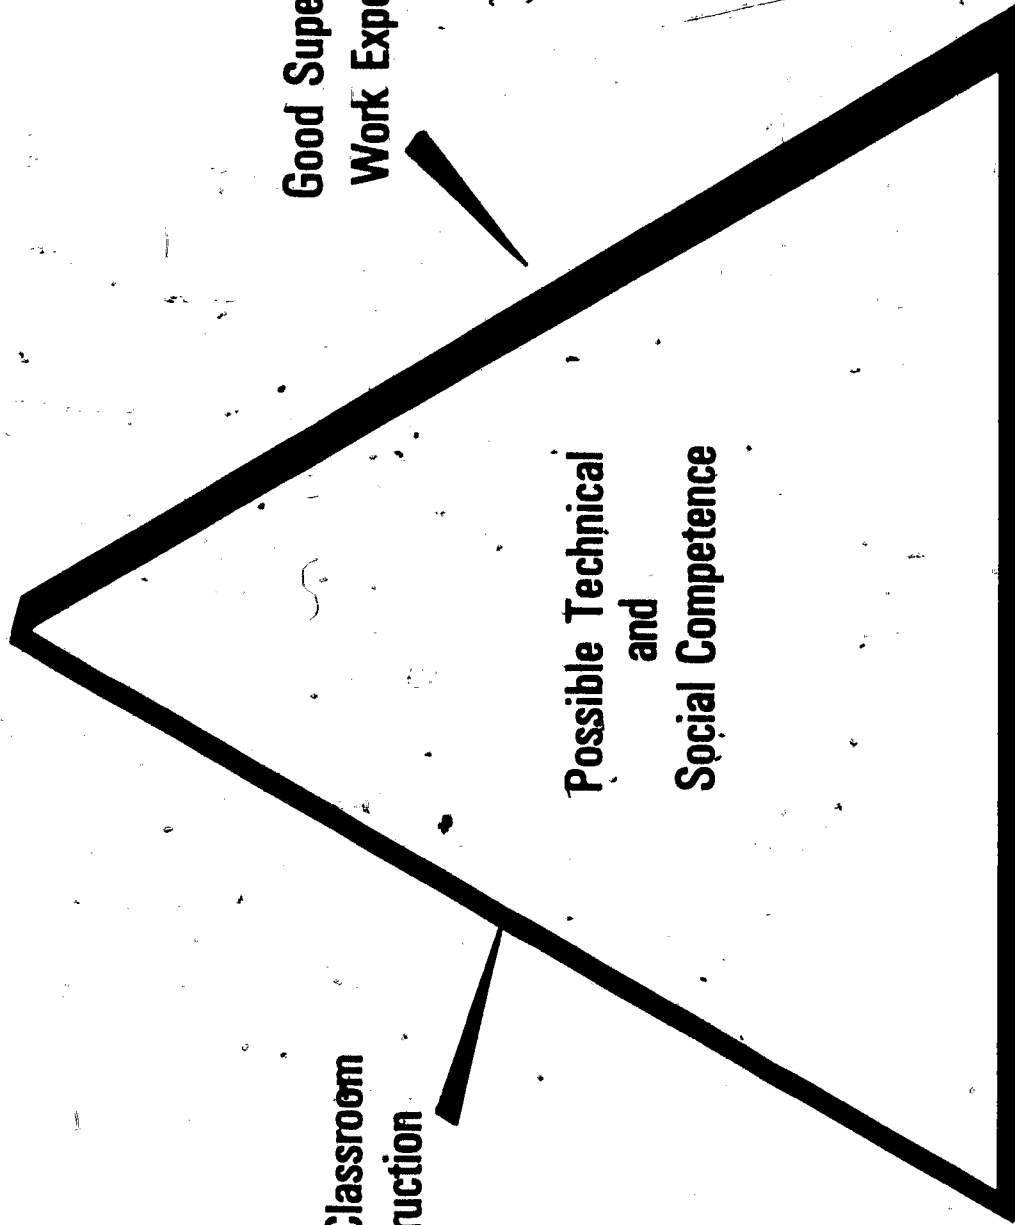 Good Supe
Work Expe
Possible Technical
and
Social Competence
Classroom
ruction